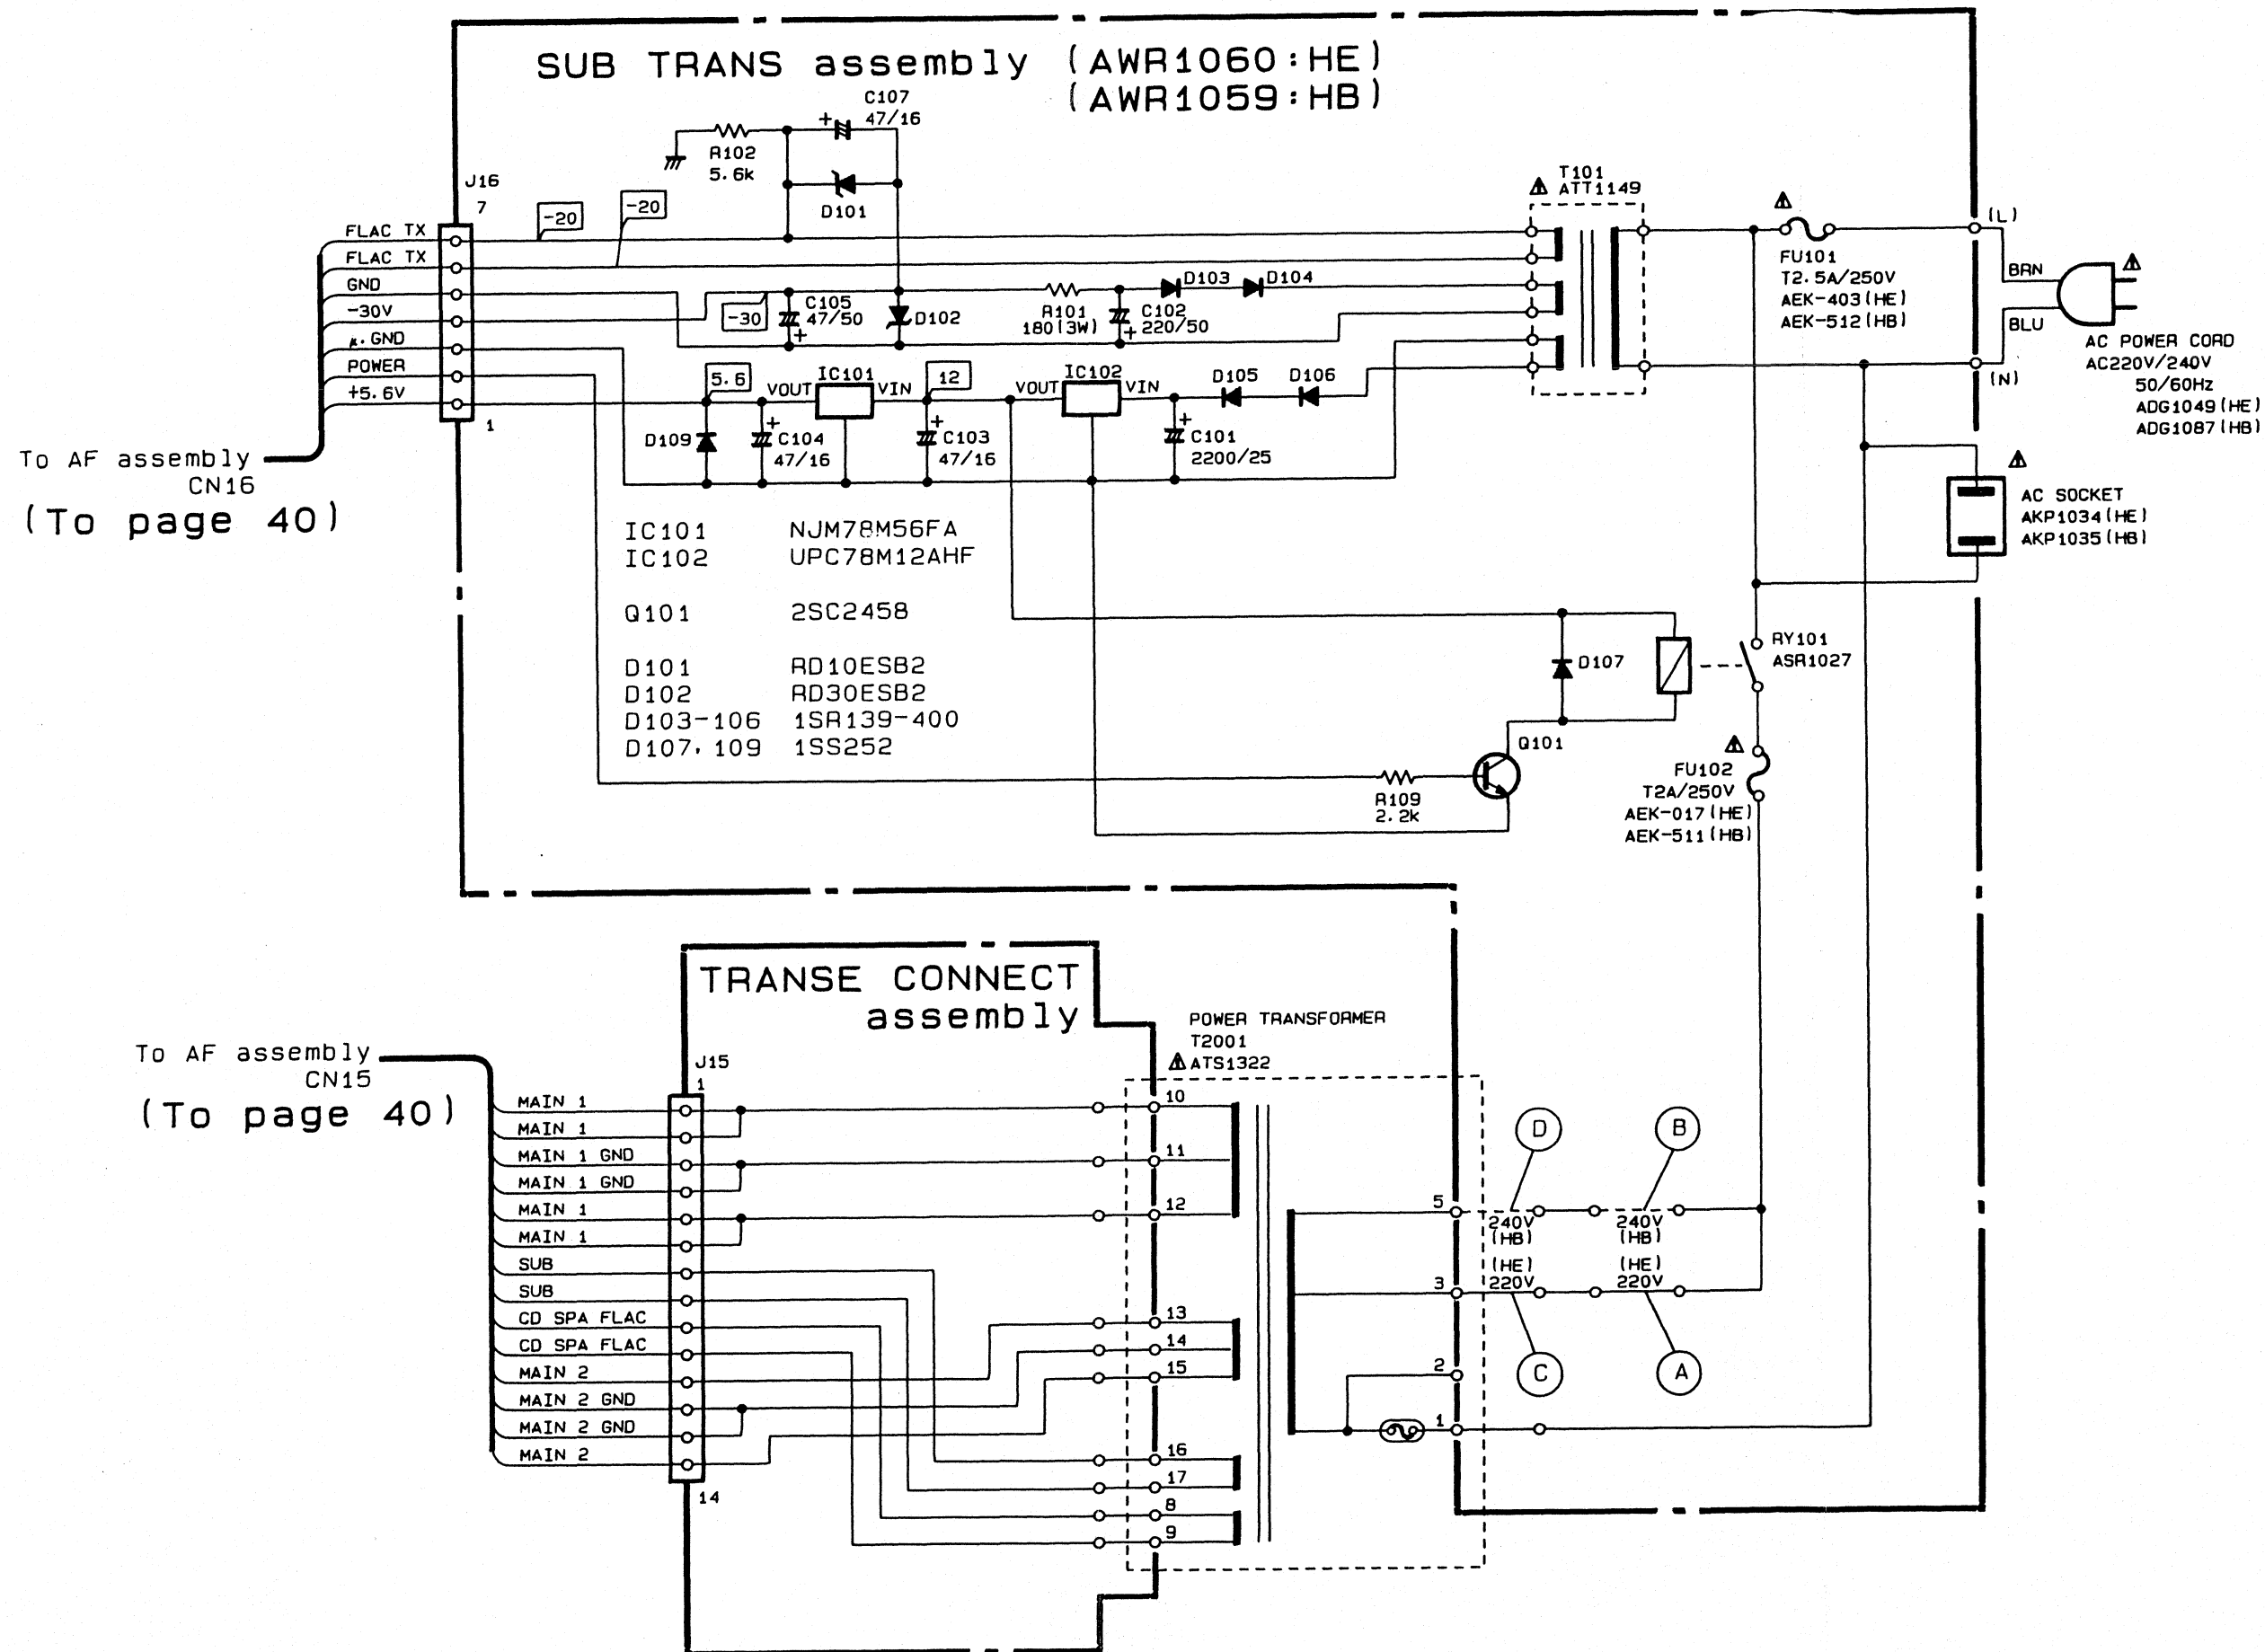 SUB TRANS assembly (AWR1060:HE)
(AWR1059:HB)
C107
47/16
R102
5.6k
D101
J16
7
-20
-20
T101
ATT1149
(L)
FU101
T2.5A/250V
AEK-403(HE)
AEK-512(HB)
BRN
BLU
(N)
AC POWER CORD
AC220V/240V
50/60Hz
ADG1049(HE)
ADG1087(HB)
FLAC TX
FLAC TX
GND
-30V
μ.GND
POWER
+5.6V
1
-30
C105
47/50
D102
R101
180(3W)
C102
220/50
D103
D104
5.6
VOUT
IC101
VIN
12
VOUT
IC102
VIN
D105
D106
D109
C104
47/16
C103
47/16
C101
2200/25
To AF assembly
CN16
(To page 40)
AC SOCKET
AKP1034(HE)
AKP1035(HB)
IC101 NJM78M56FA
IC102 UPC78M12AHF
Q101 2SC2458
D101 RD10ESB2
D102 RD30ESB2
D103-106 1SR139-400
D107, 109 1SS252
D107
RY101
ASR1027
Q101
R109
2.2k
FU102
T2A/250V
AEK-017(HE)
AEK-511(HB)
TRANSE CONNECT
assembly
POWER TRANSFORMER
T2001
ATS1322
To AF assembly
CN15
(To page 40)
J15
1
MAIN 1
MAIN 1
MAIN 1 GND
MAIN 1 GND
MAIN 1
MAIN 1
SUB
SUB
CD SPA FLAC
CD SPA FLAC
MAIN 2
MAIN 2 GND
MAIN 2 GND
MAIN 2
14
10
11
12
13
14
15
16
17
8
9
5
3
2
1
D
B
240V
(HB)
240V
(HB)
(HE)
220V
(HE)
220V
C
A